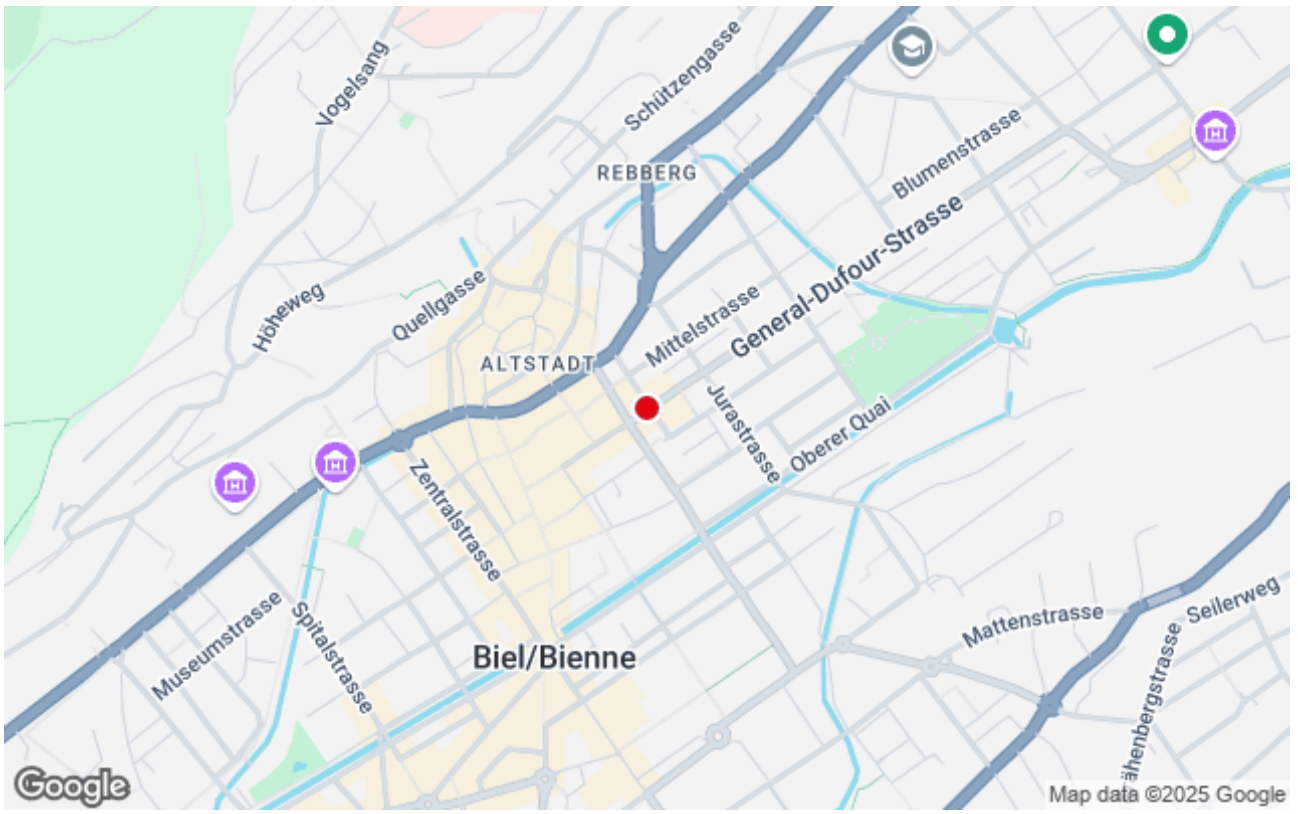 Vogelsang
Schützengasse
REBBERG
Blumenstrasse
Höheweg
Quellgasse
General-Dufour-Strasse
Mittelstrasse
ALTSTADT
Jurastrasse
Oberer Quai
Zentralstrasse
Museumstrasse
Spitalstrasse
Biel/Bienne
Mattenstrasse
Seilerweg
ähenbergstrasse
Google
Map data ©2025 Google